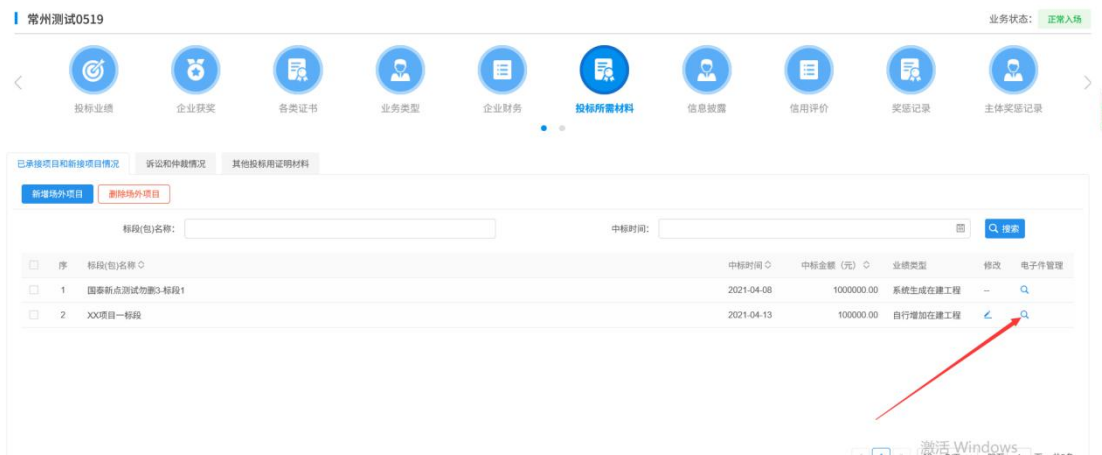 常州测试0519 业务状态: 正常入场
投标业绩 企业获奖 各类证书 业务类型 企业财务 投标所需材料 信息披露 信用评价 奖惩记录 主体奖惩记录
已承接项目和新接项目情况 诉讼和仲裁情况 其他投标用证明材料
新增场外项目 删除场外项目
标段(包)名称: 中标时间: 搜索
序 标段(包)名称 中标时间 中标金额（元） 业绩类型 修改 电子件管理
1 国泰新点测试勿删3-标段1 2021-04-08 1000000.00 系统生成在建工程 --
2 XX项目一标段 2021-04-13 100000.00 自行增加在建工程
激活 Windows